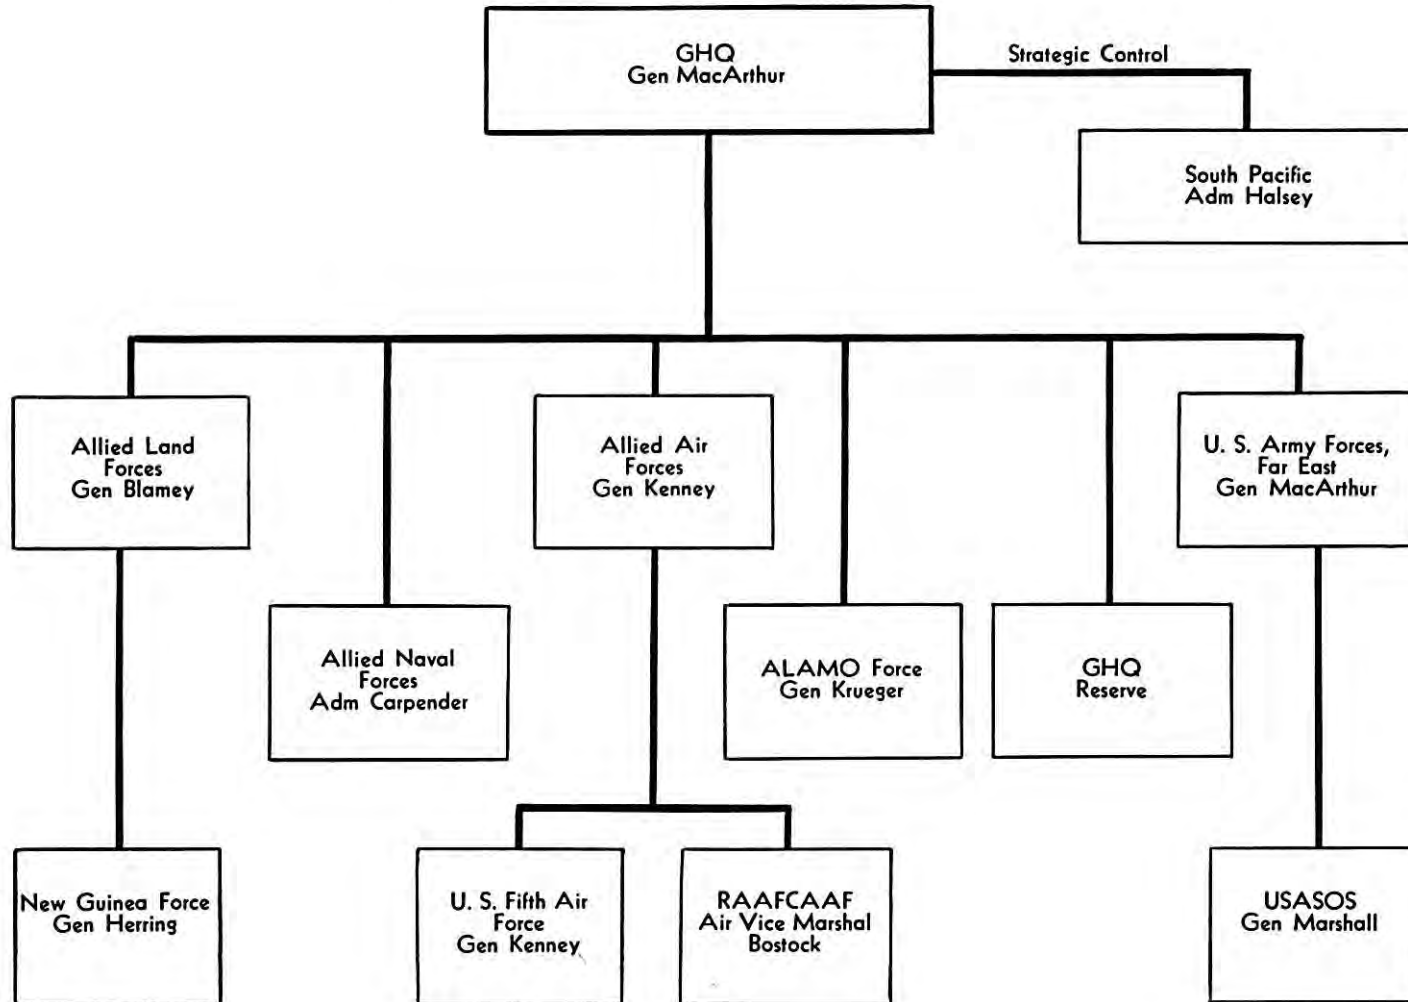 GHQ
Gen MacArthur
Strategic Control
South Pacific
Adm Halsey
Allied Land
Forces
Gen Blamey
Allied Air
Forces
Gen Kenney
U. S. Army Forces,
Far East
Gen MacArthur
Allied Naval
Forces
Adm Carpender
ALAMO Force
Gen Krueger
GHQ
Reserve
New Guinea Force
Gen Herring
U. S. Fifth Air
Force
Gen Kenney
RAAFCAAF
Air Vice Marshal
Bostock
USASOS
Gen Marshall